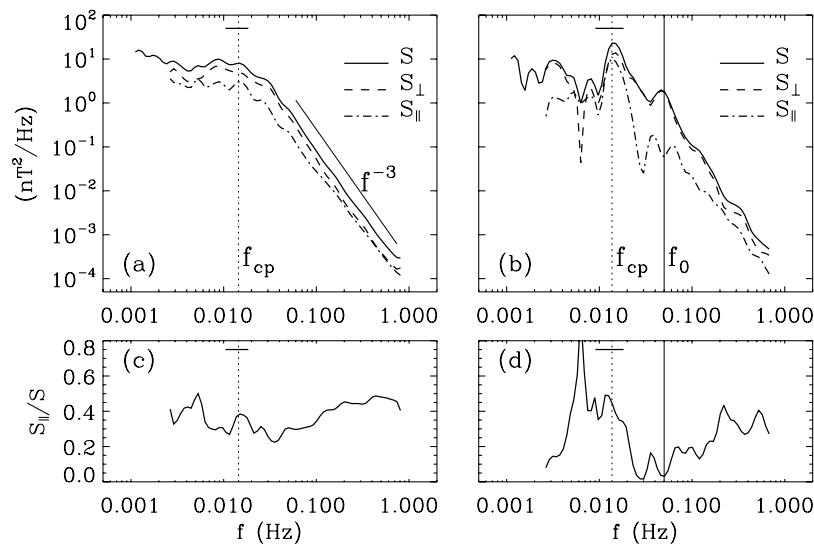 10²
10¹
10⁰
10⁻¹
10⁻²
10⁻³
10⁻⁴
(nT²/Hz)
S
S⊥
S∥
f⁻³
(a)
f_cp
0.001 0.010 0.100 1.000
S
S⊥
S∥
(b)
f_cp
f₀
0.001 0.010 0.100 1.000
0.8
0.6
0.4
0.2
0.0
S∥/S
(c)
0.001 0.010 0.100 1.000
f (Hz)
(d)
0.001 0.010 0.100 1.000
f (Hz)